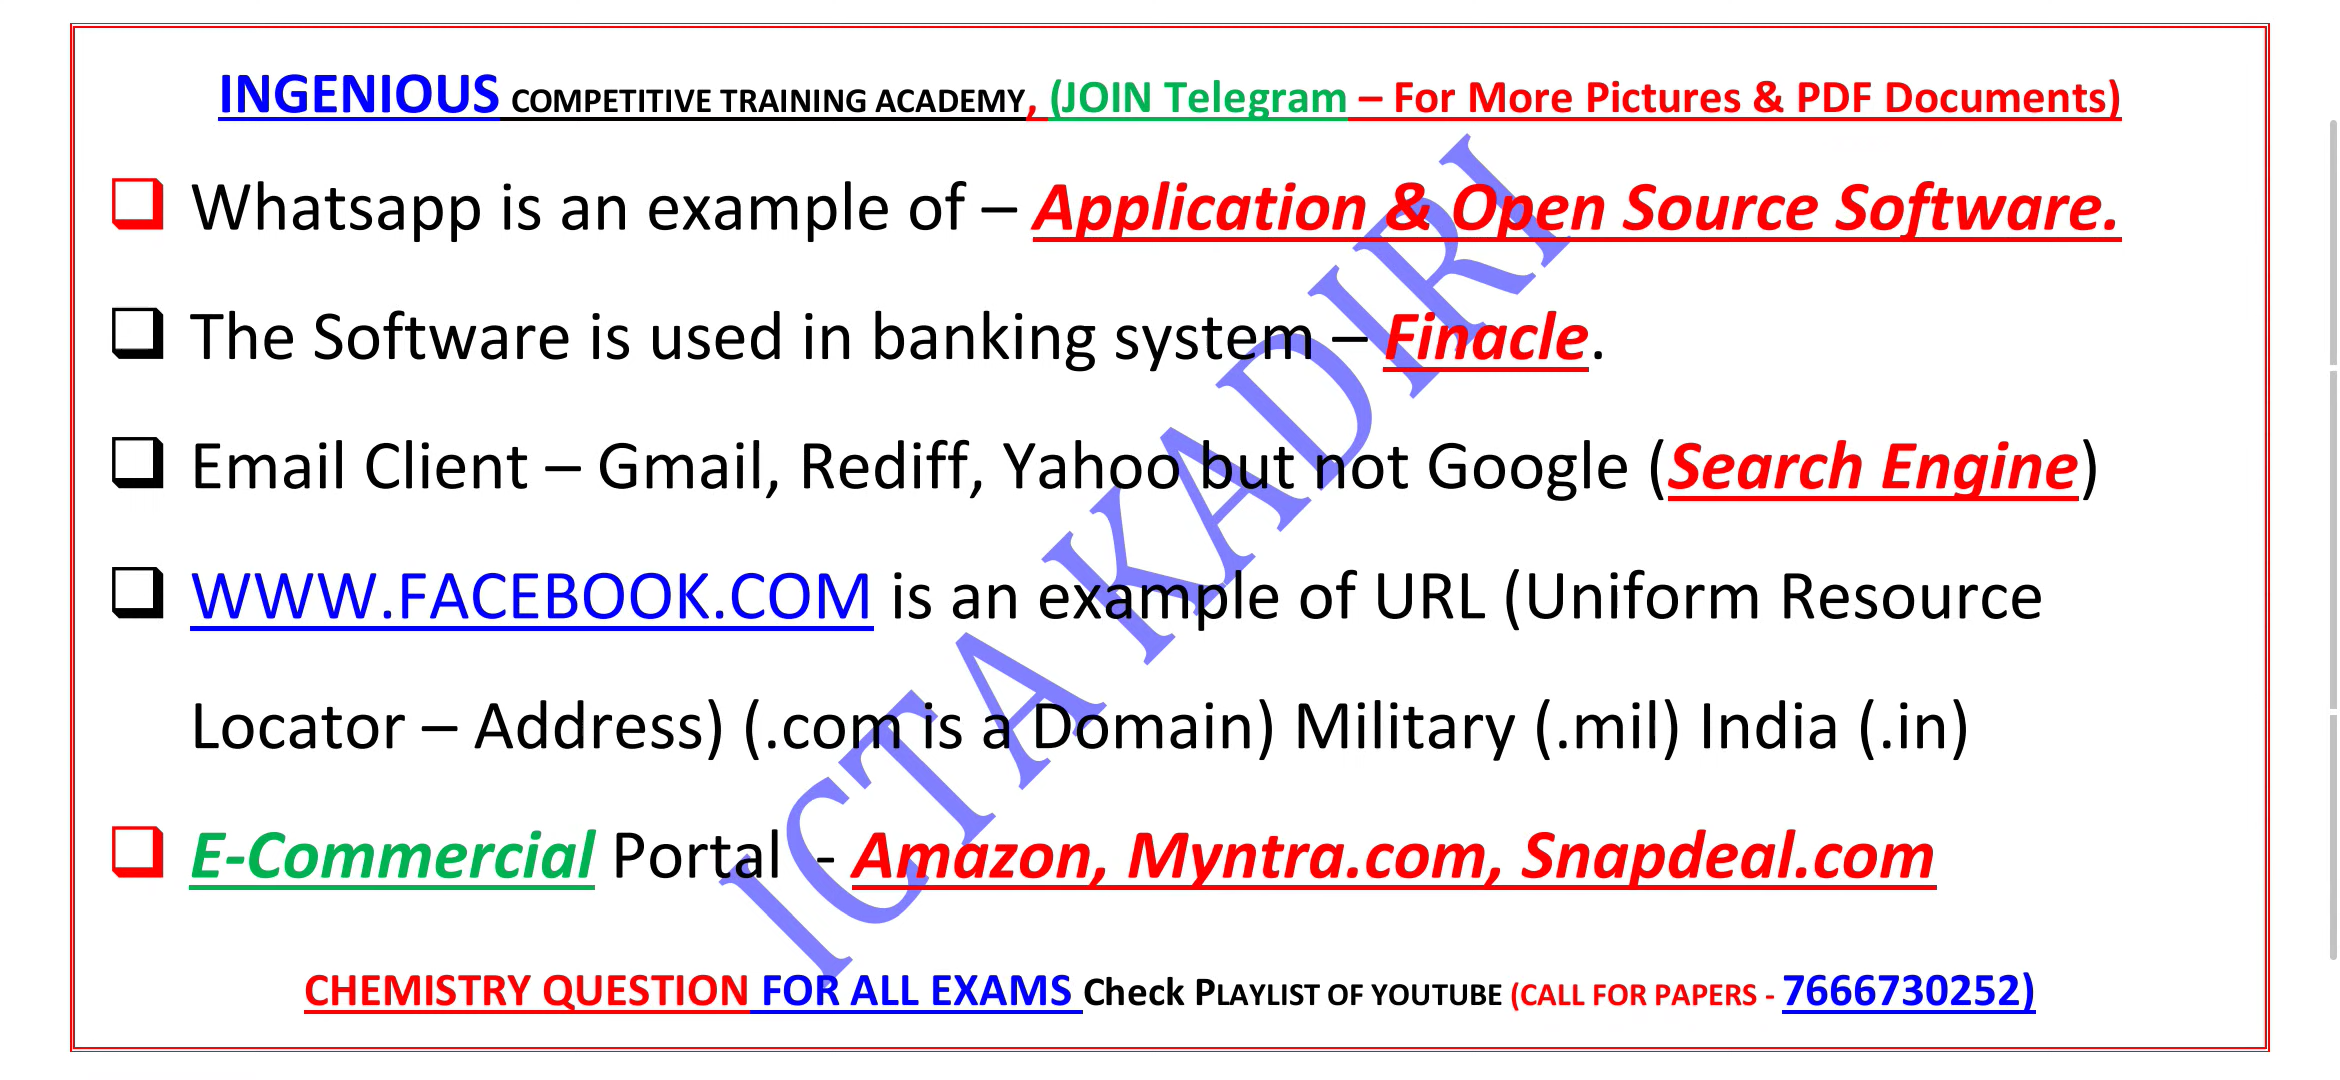 INGENIOUS COMPETITIVE TRAINING ACADEMY, (JOIN Telegram – For More Pictures & PDF Documents)
❑ Whatsapp is an example of – Application & Open Source Software.
❑ The Software is used in banking system – Finacle.
❑ Email Client – Gmail, Rediff, Yahoo but not Google (Search Engine)
❑ WWW.FACEBOOK.COM is an example of URL (Uniform Resource
Locator – Address) (.com is a Domain) Military (.mil) India (.in)
❑ E-Commercial Portal - Amazon, Myntra.com, Snapdeal.com
CHEMISTRY QUESTION FOR ALL EXAMS Check PLAYLIST OF YOUTUBE (CALL FOR PAPERS - 7666730252)
ICTA KADIRI